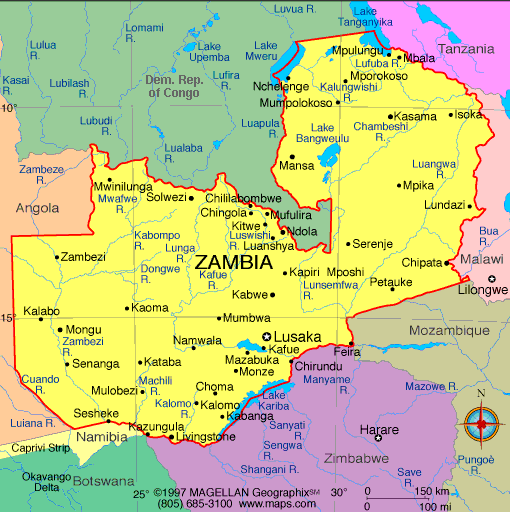 Luvua R.
Lake
Tanganyika
Lomami
R.
Lulua
R.
Lake
Upemba
Lake
Mweru
Mpulungu
Mbala
Tanzania
Lufuba R.
Kasai
R.
Lubilash
R.
Dem. Rep.
of Congo
Lufira
R.
Nchelenge
Mporokoso
Kalungwishi
R.
Mumpolokoso
10°
Lubudi
R.
Luapula
R.
Kasama
Isoka
Lake
Bangweulu
Chambeshi
R.
Lualaba
R.
Zambeze
R.
Mansa
Luangwa
R.
Mwinilunga
Mwafwe
R.
Solwezi
Chililabombwe
Mpika
Angola
Chingola
Mufulira
Lundazi
Kitwe
Ndola
Kabompo
R.
Luswishi
R.
Luanshya
Bua
R.
Lunga
R.
Serenje
Zambezi
ZAMBIA
Malawi
Dongwe
R.
Kafue
R.
Kapiri
Mposhi
Chipata
Lunsemfwa
R.
Petauke
Lilongwe
Kabwe
Kalabo
Kaoma
15°
Mumbwa
Mozambique
Mongu
Zambezi
R.
Lusaka
Namwala
Kafue
Feira
Senanga
Kataba
Mazabuka
Chirundu
Monze
Manyame
R.
Cuando
R.
Machili
R.
Mazowe R.
Mulobezi
Choma
Lake
Kariba
N
Kalomo
R.
Kalomo
Luiana R.
Sesheke
Kabanga
Sanyati
R.
Harare
Namibia
Kazungula
Livingstone
Caprivi Strip
Sengwa
R.
Pungoè
R.
Zimbabwe
Okavango
Delta
Shangani R.
Save
R.
Botswana
25°
©1997 MAGELLAN Geographix℠
30°
0
150 km
(805) 685-3100 www.maps.com
0
100 mi